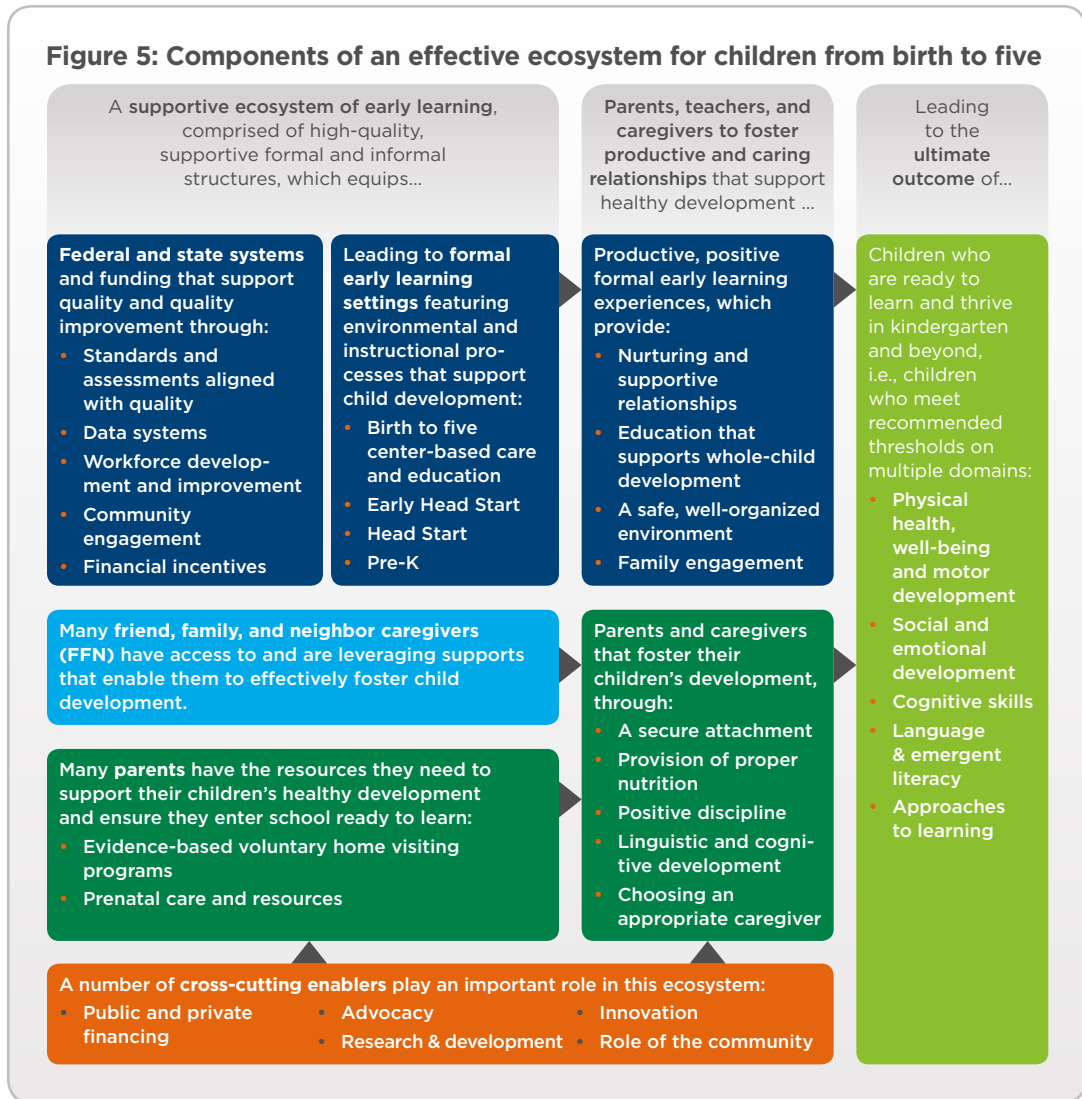 Figure 5: Components of an effective ecosystem for children from birth to five
A supportive ecosystem of early learning,
comprised of high-quality,
supportive formal and informal
structures, which equips...
Parents, teachers, and
caregivers to foster
productive and caring
relationships that support
healthy development ...
Leading
to the
ultimate
outcome of...
Federal and state systems
and funding that support
quality and quality
improvement through:
• Standards and
assessments aligned
with quality
• Data systems
• Workforce develop-
ment and improvement
• Community
engagement
• Financial incentives
Leading to formal
early learning
settings featuring
environmental and
instructional pro-
cesses that support
child development:
• Birth to five
center-based care
and education
• Early Head Start
• Head Start
• Pre-K
Productive, positive
formal early learning
experiences, which
provide:
• Nurturing and
supportive
relationships
• Education that
supports whole-child
development
• A safe, well-organized
environment
• Family engagement
Children who
are ready to
learn and thrive
in kindergarten
and beyond,
i.e., children
who meet
recommended
thresholds on
multiple domains:
• Physical
health,
well-being
and motor
development
• Social and
emotional
development
• Cognitive skills
• Language
& emergent
literacy
• Approaches
to learning
Many friend, family, and neighbor caregivers
(FFN) have access to and are leveraging supports
that enable them to effectively foster child
development.
Many parents have the resources they need to
support their children's healthy development
and ensure they enter school ready to learn:
• Evidence-based voluntary home visiting
programs
• Prenatal care and resources
Parents and caregivers
that foster their
children's development,
through:
• A secure attachment
• Provision of proper
nutrition
• Positive discipline
• Linguistic and cogni-
tive development
• Choosing an
appropriate caregiver
A number of cross-cutting enablers play an important role in this ecosystem:
• Public and private
financing
• Advocacy
• Research & development
• Innovation
• Role of the community